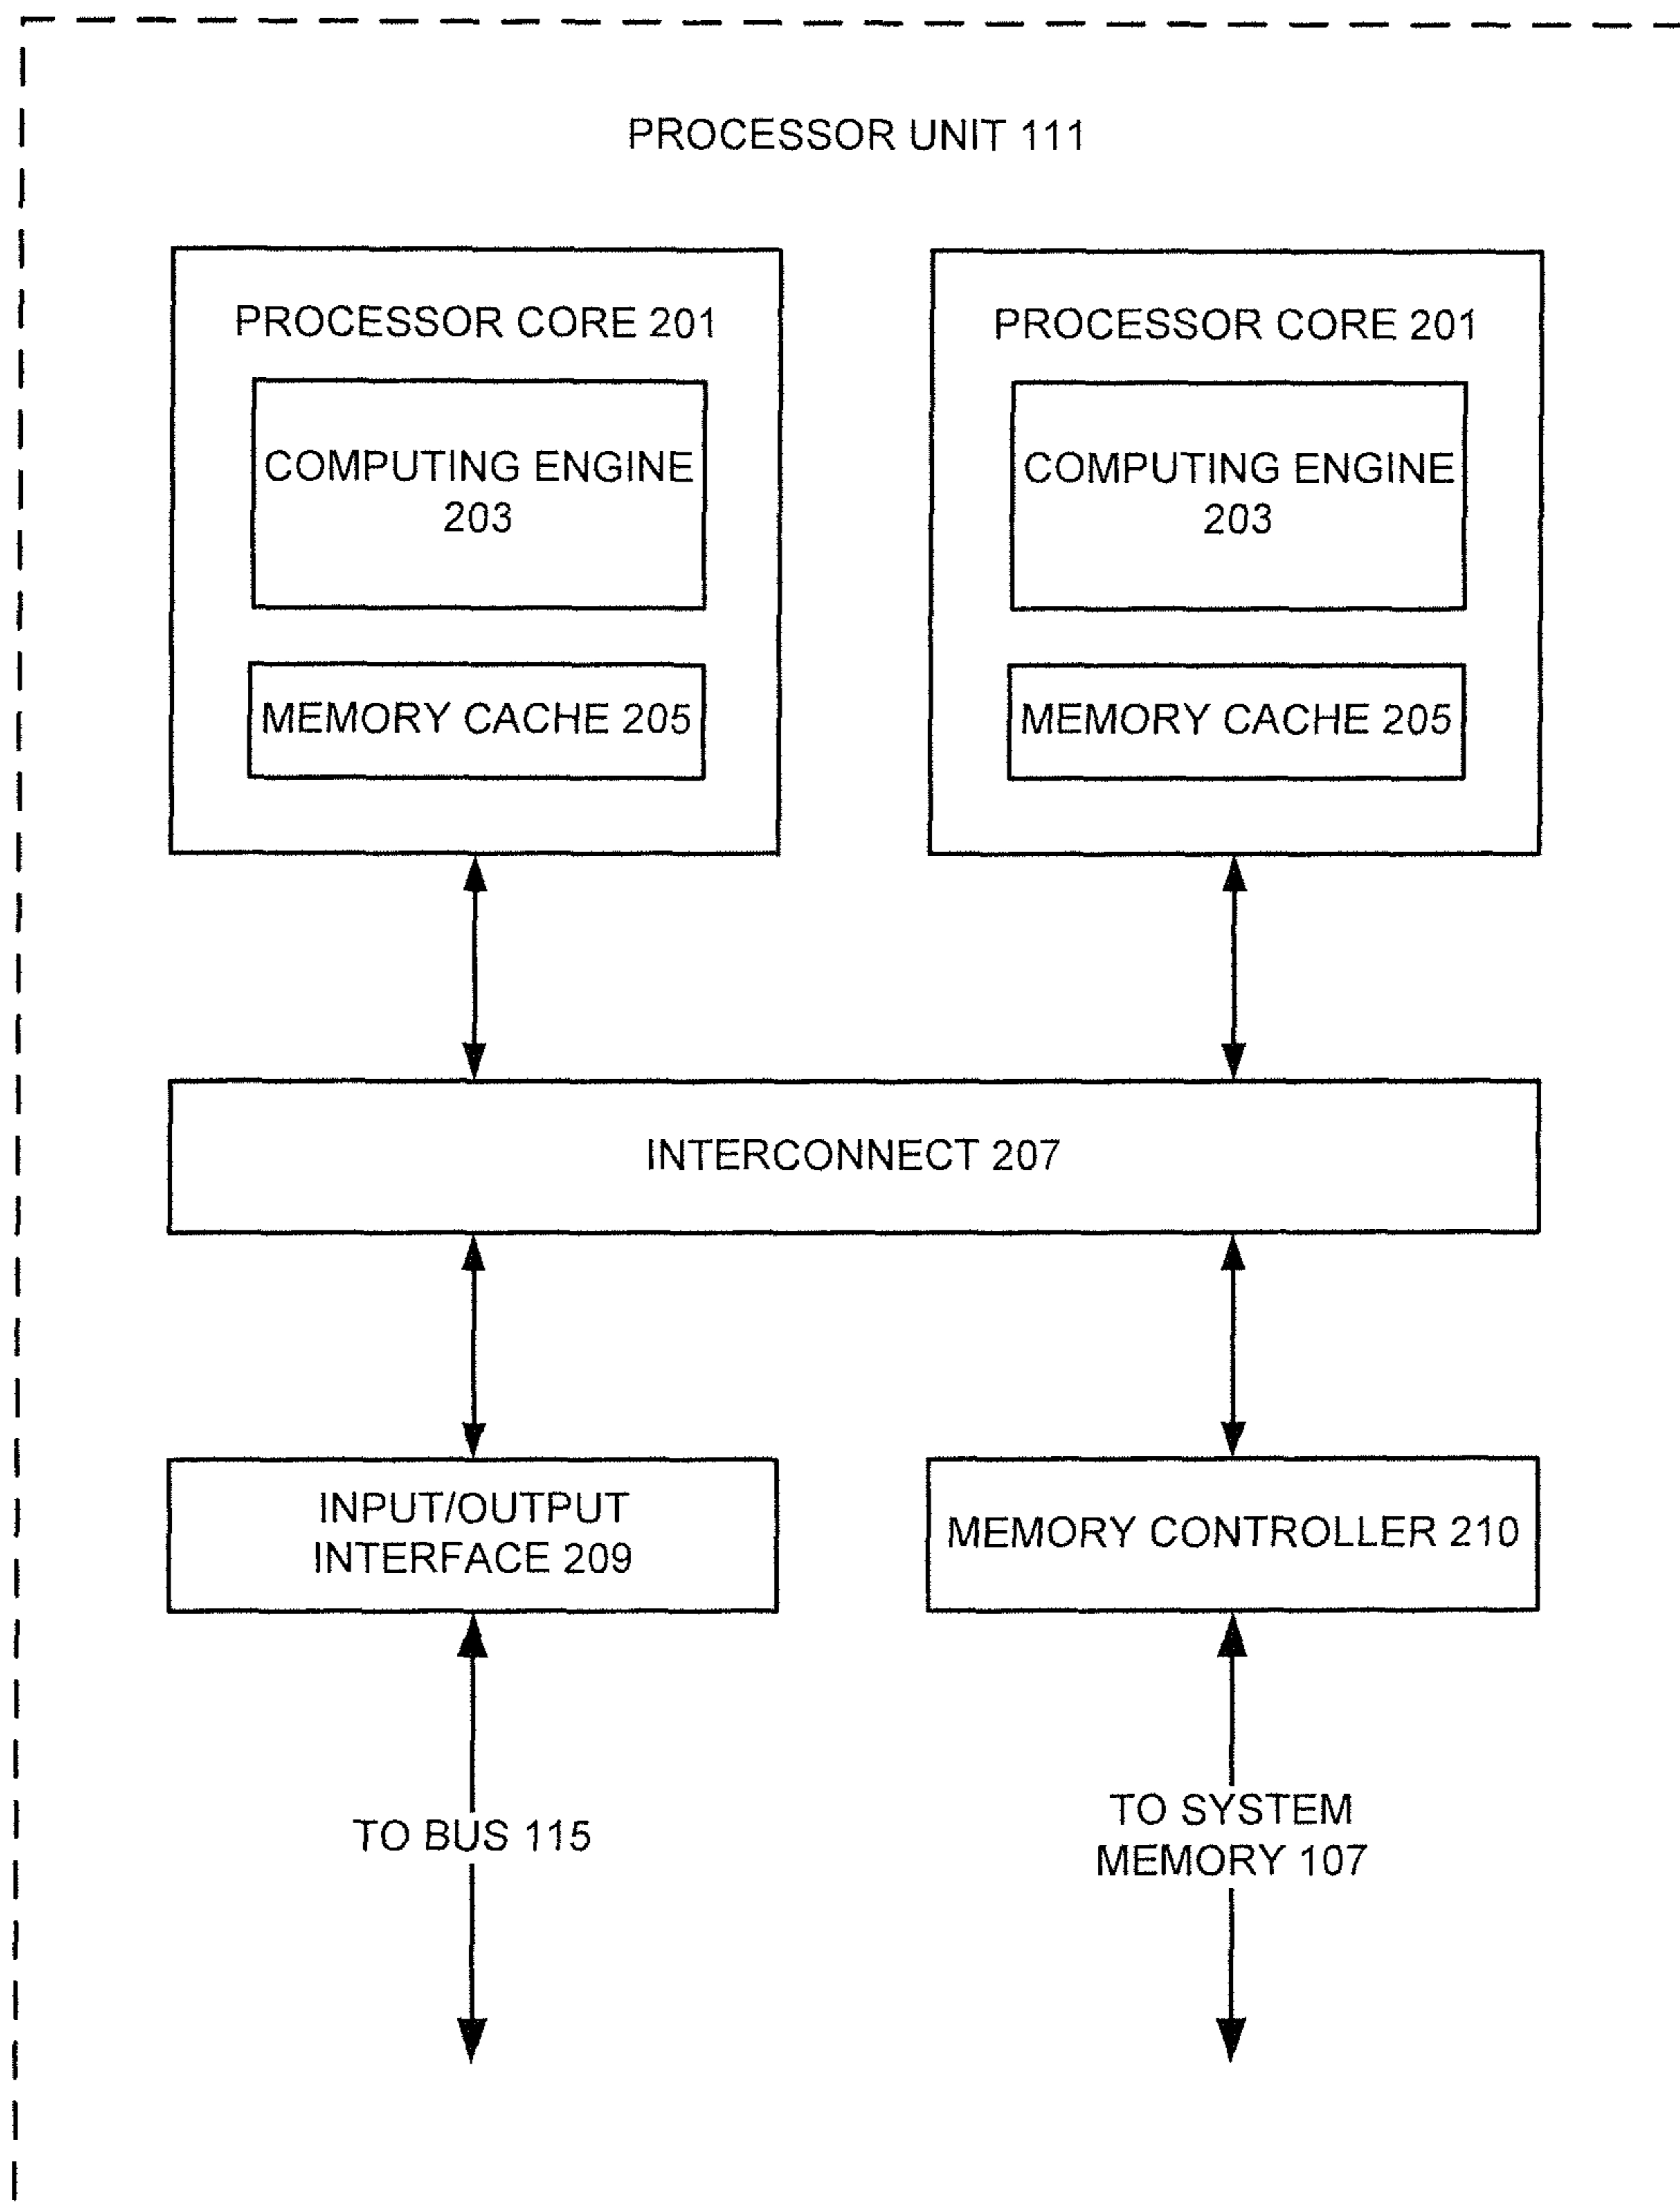 PROCESSOR UNIT 111
PROCESSOR CORE 201
COMPUTING ENGINE
203
MEMORY CACHE 205
PROCESSOR CORE 201
COMPUTING ENGINE
203
MEMORY CACHE 205
INTERCONNECT 207
INPUT/OUTPUT
INTERFACE 209
MEMORY CONTROLLER 210
TO BUS 115
TO SYSTEM
MEMORY 107